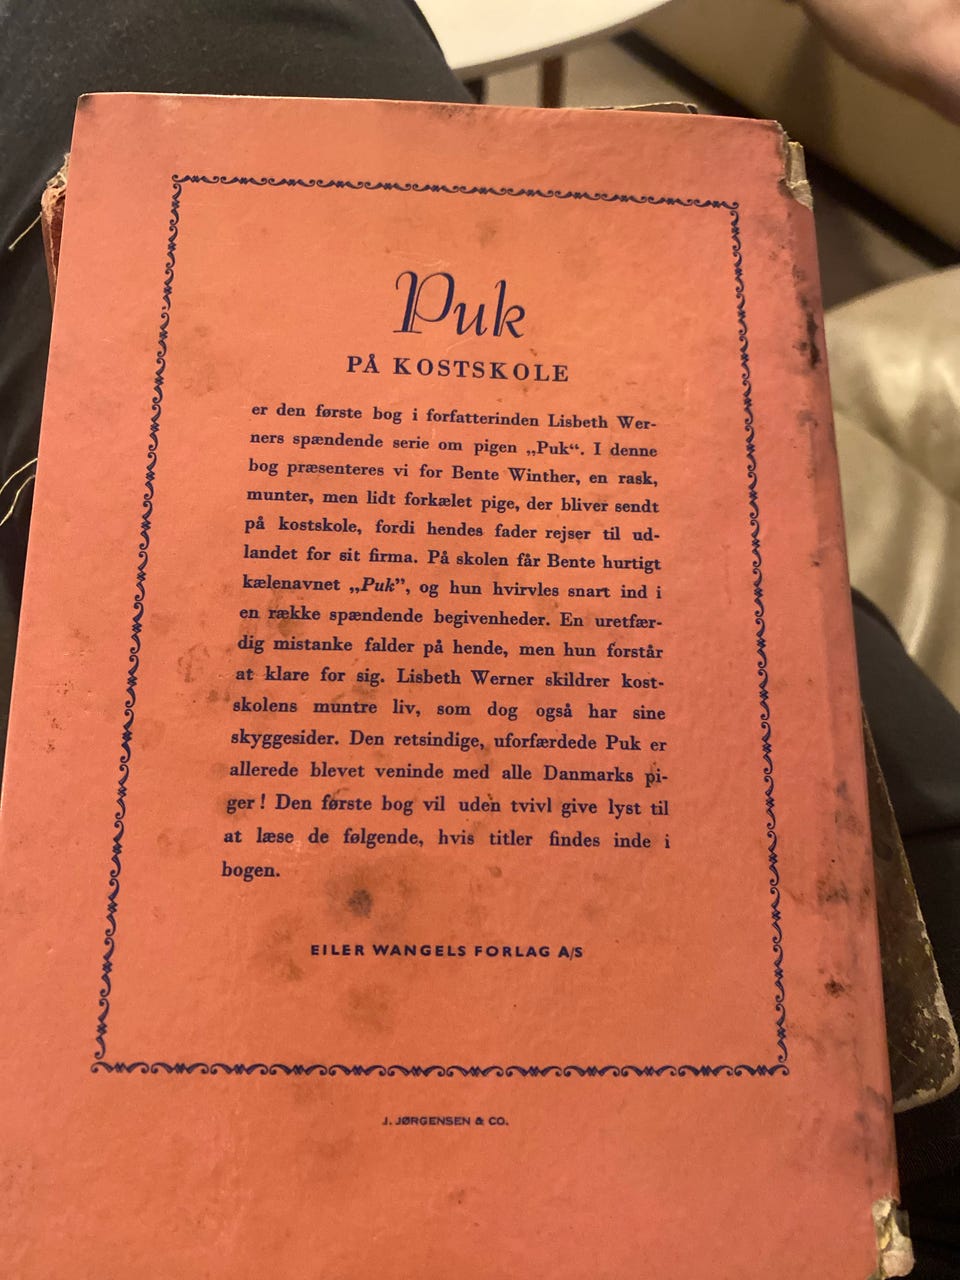 Puk
PÅ KOSTSKOLE
er den første bog i forfatterinden Lisbeth Wer-
ners spændende serie om pigen „Puk“. I denne
bog præsenteres vi for Bente Winther, en rask,
munter, men lidt forkælet pige, der bliver sendt
på kostskole, fordi hendes fader rejser til ud-
landet for sit firma. På skolen får Bente hurtigt
kælenavnet „Puk”, og hun hvirvles snart ind i
en række spændende begivenheder. En uretfær-
dig mistanke falder på hende, men hun forstår
at klare for sig. Lisbeth Werner skildrer kost-
skolens muntre liv, som dog også har sine
skyggesider. Den retsindige, uforfærdede Puk er
allerede blevet veninde med alle Danmarks pi-
ger! Den første bog vil uden tvivl give lyst til
at læse de følgende, hvis titler findes inde i
bogen.
EILER WANGELS FORLAG A/S
J. JØRGENSEN & CO.